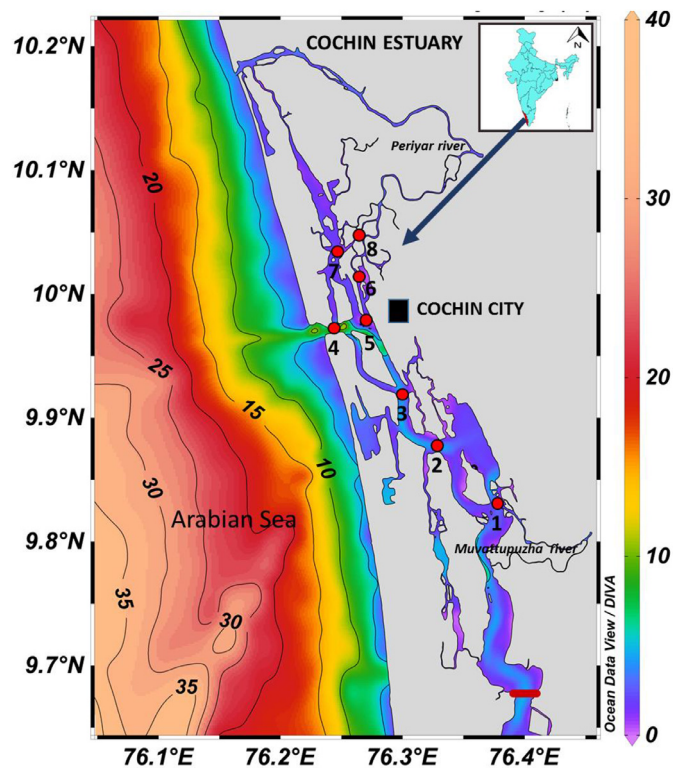 10.2°N
10.1°N
10°N
9.9°N
9.8°N
9.7°N
76.1°E
76.2°E
76.3°E
76.4°E
COCHIN ESTUARY
N
Periyar river
8
7
6
COCHIN CITY
4
5
3
2
1
Muvattupuzha river
Arabian Sea
20
25
15
10
30
35
30
35
40
30
20
10
0
Ocean Data View / DIVA